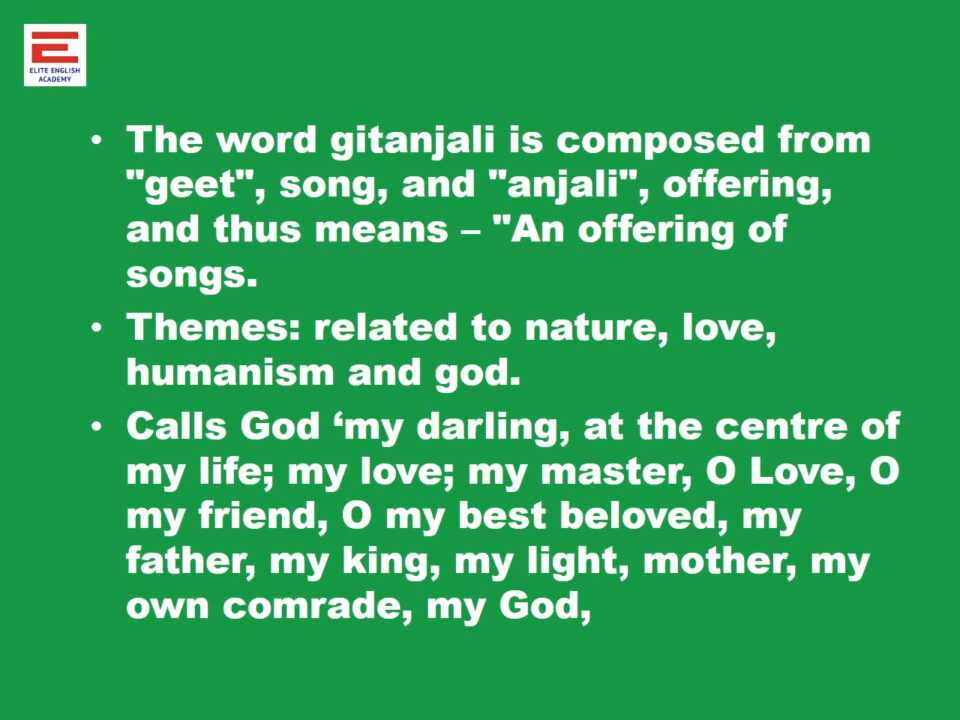 ELITE ENGLISH
ACADEMY
• The word gitanjali is composed from
"geet", song, and "anjali", offering,
and thus means – "An offering of
songs.
• Themes: related to nature, love,
humanism and god.
• Calls God ‘my darling, at the centre of
my life; my love; my master, O Love, O
my friend, O my best beloved, my
father, my king, my light, mother, my
own comrade, my God,